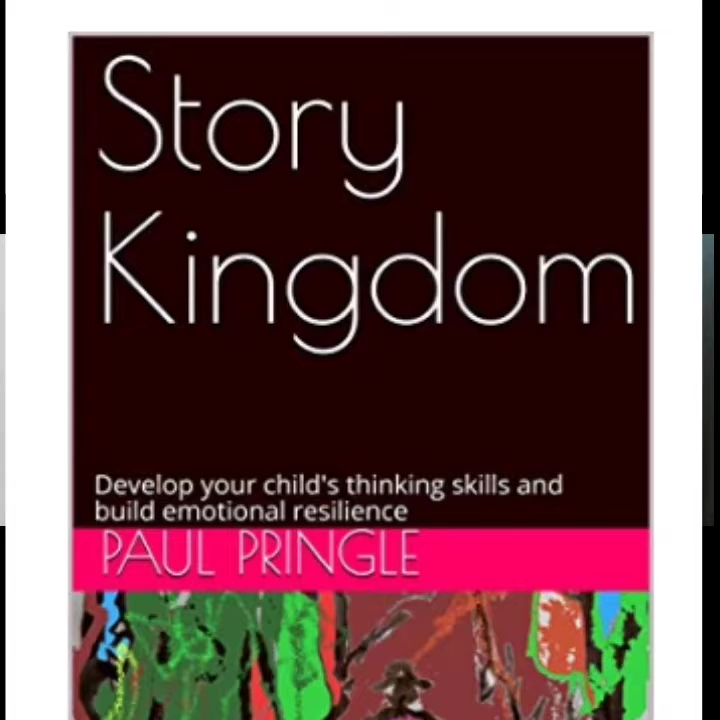 Story
Kingdom
Develop your child's thinking skills and
build emotional resilience
PAUL PRINGLE